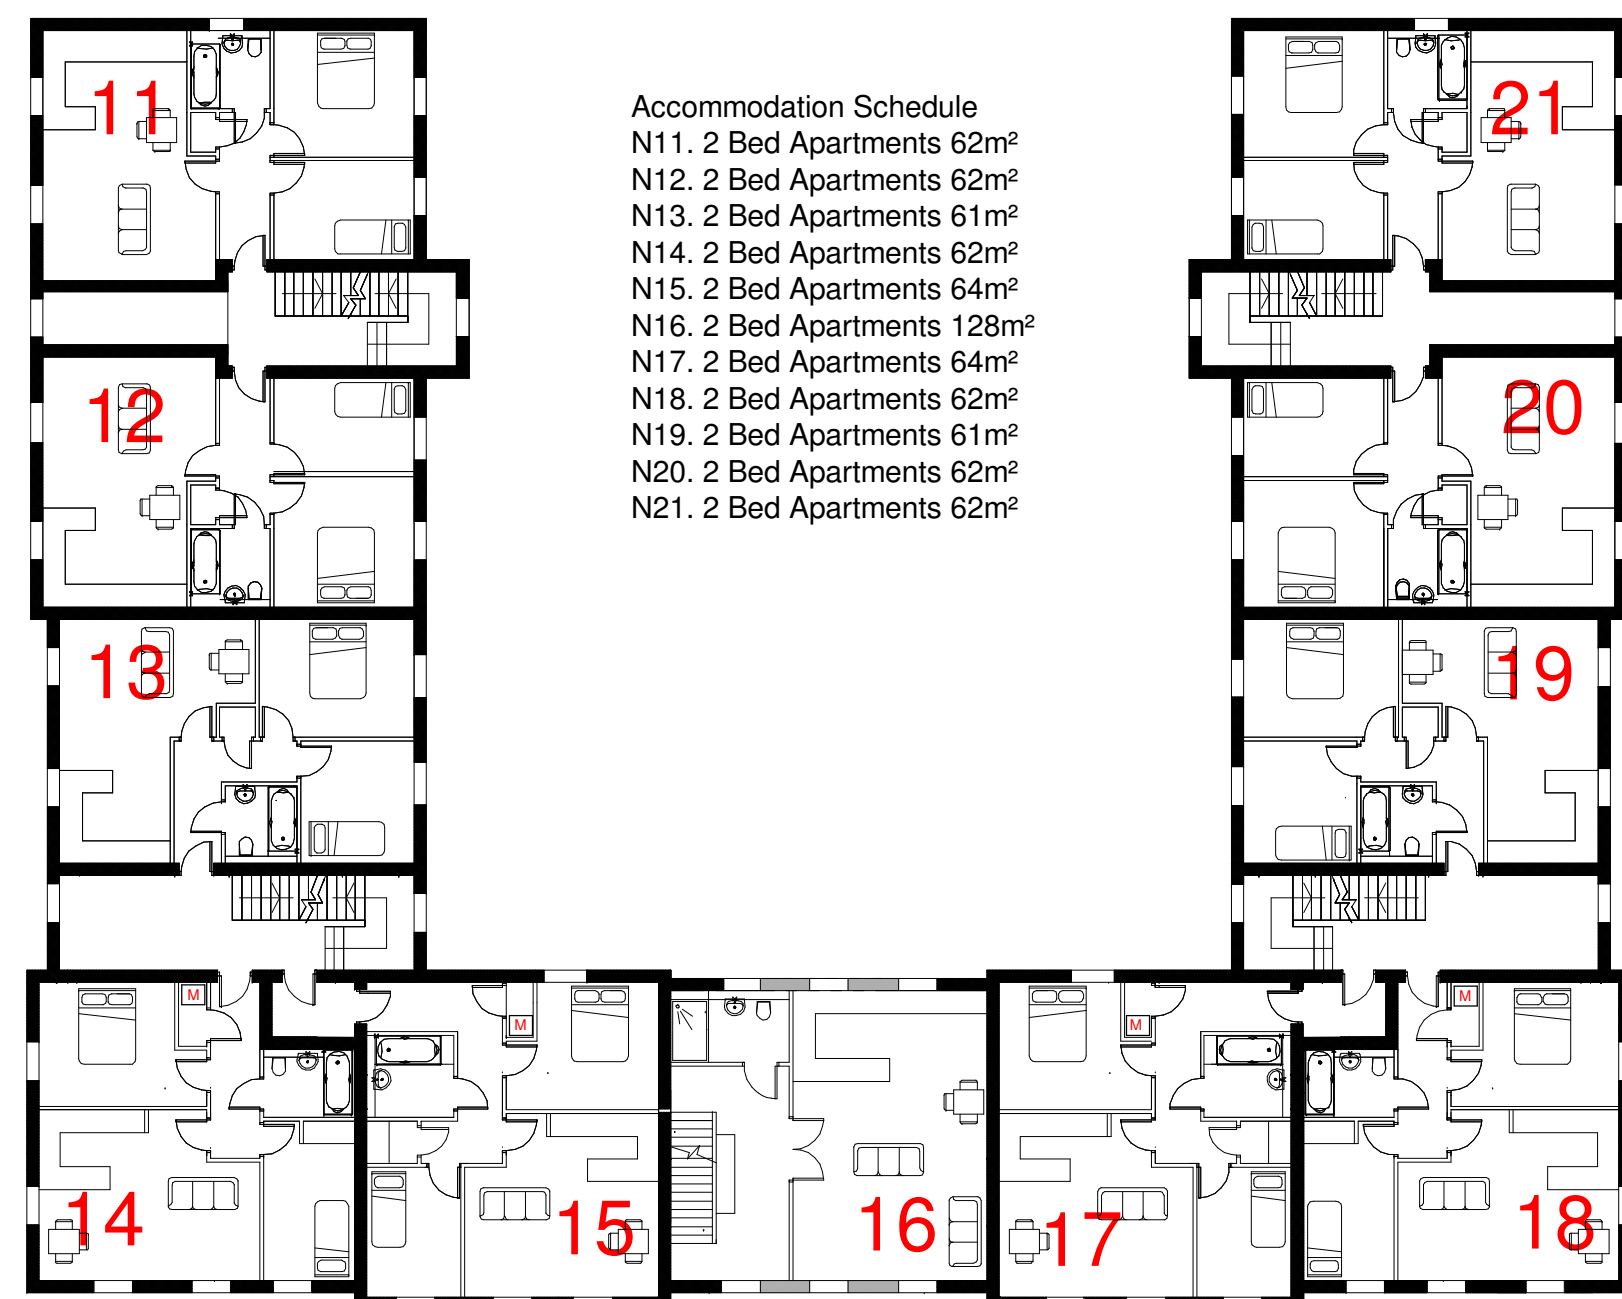 11
21
Accommodation Schedule
N11. 2 Bed Apartments 62m²
N12. 2 Bed Apartments 62m²
N13. 2 Bed Apartments 61m²
N14. 2 Bed Apartments 62m²
N15. 2 Bed Apartments 64m²
N16. 2 Bed Apartments 128m²
N17. 2 Bed Apartments 64m²
N18. 2 Bed Apartments 62m²
N19. 2 Bed Apartments 61m²
N20. 2 Bed Apartments 62m²
N21. 2 Bed Apartments 62m²
12
20
13
19
M
M
M
M
14
15
16
17
18